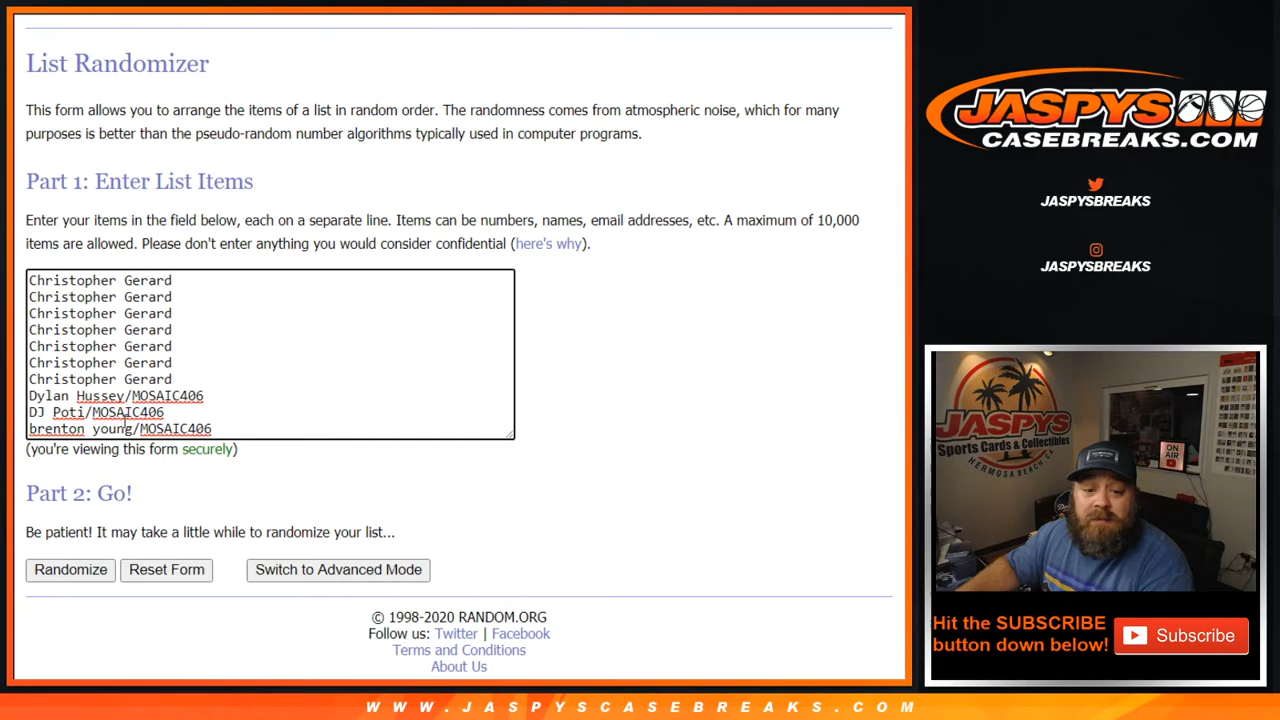 List Randomizer
This form allows you to arrange the items of a list in random order. The randomness comes from atmospheric noise, which for many
purposes is better than the pseudo-random number algorithms typically used in computer programs.
Part 1: Enter List Items
Enter your items in the field below, each on a separate line. Items can be numbers, names, email addresses, etc. A maximum of 10,000
items are allowed. Please don't enter anything you would consider confidential (here's why).
Christopher Gerard
Christopher Gerard
Christopher Gerard
Christopher Gerard
Christopher Gerard
Christopher Gerard
Christopher Gerard
Dylan Hussey/MOSAIC406
DJ Poti/MOSAIC406
brenton young/MOSAIC406
(you're viewing this form securely)
Part 2: Go!
Be patient! It may take a little while to randomize your list...
Randomize Reset Form Switch to Advanced Mode
© 1998-2020 RANDOM.ORG
Follow us: Twitter | Facebook
Terms and Conditions
About Us
JASPYS
CASEBREAKS.COM
JASPYSBREAKS
JASPYSBREAKS
JASPYS
Sports Cards & Collectibles
HERMOSA BEACH, CA
ON AIR
Hit the SUBSCRIBE
button down below!
Subscribe
WWW.JASPYSCASEBREAKS.COM